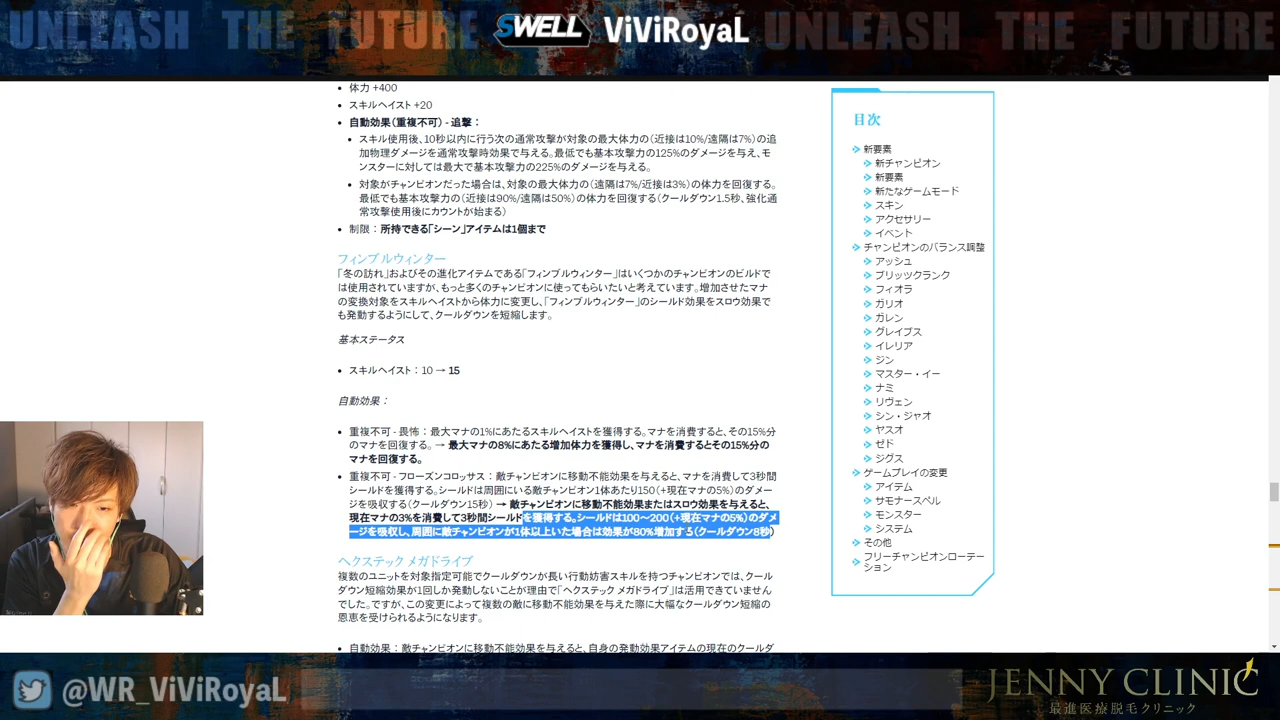 UNLEASH THE FUTURE SWELL ViViRoyaL UNLEASH THE FUTURE
• 体力 +400
• スキルヘイスト +20
• 自動効果（重複不可） - 追撃：
• スキル使用後、10秒以内に行う次の通常攻撃が対象の最大体力の（近接は10%/遠隔は7%）の追
加物理ダメージを通常攻撃時効果で与える。最低でも基本攻撃力の125%のダメージを与え、モ
ンスターに対しては最大で基本攻撃力の225%のダメージを与える。
• 対象がチャンピオンだった場合は、対象の最大体力の（遠隔は7%/近接は3%）の体力を回復する。
最低でも基本攻撃力の（近接は90%/遠隔は50%）の体力を回復する（クールダウン1.5秒、強化通
常攻撃使用後にカウントが始まる）
• 制限：所持できる「シーン」アイテムは1個まで
フィンブルウィンター
「冬の訪れ」およびその進化アイテムである「フィンブルウィンター」はいくつかのチャンピオンのビルドで
は使用されていますが、もっと多くのチャンピオンに使ってもらいたいと考えています。増加させたマナ
の変換対象をスキルヘイストから体力に変更し、「フィンブルウィンター」のシールド効果をスロウ効果で
も発動するようにして、クールダウンを短縮します。
基本ステータス
• スキルヘイスト：10 → 15
自動効果：
• 重複不可 - 畏怖：最大マナの1%にあたるスキルヘイストを獲得する。マナを消費すると、その15%分
のマナを回復する。 → 最大マナの8%にあたる増加体力を獲得し、マナを消費するとその15%分の
マナを回復する。
• 重複不可 - フローズンコロッサス：敵チャンピオンに移動不能効果を与えると、マナを消費して3秒間
シールドを獲得する。シールドは周囲にいる敵チャンピオン1体あたり150（+現在マナの5%）のダメー
ジを吸収する（クールダウン15秒） → 敵チャンピオンに移動不能効果またはスロウ効果を与えると、
現在マナの3%を消費して3秒間シールドを獲得する。シールドは100～200（+現在マナの5%）のダメ
ージを吸収し、周囲に敵チャンピオンが1体以上いた場合は効果が80%増加する（クールダウン8秒）
ヘクステック メガドライブ
複数のユニットを対象指定可能でクールダウンが長い行動妨害スキルを持つチャンピオンでは、クール
ダウン短縮効果が1回しか発動しないことが理由で「ヘクステック メガドライブ」は活用できていません
でした。ですが、この変更によって複数の敵に移動不能効果を与えた際に大幅なクールダウン短縮の
恩恵を受けられるようになります。
• 自動効果：敵チャンピオンに移動不能効果を与えると、自身の発動効果アイテムの現在のクールダ
目次
新要素
新チャンピオン
新要素
新たなゲームモード
スキン
アクセサリー
イベント
チャンピオンのバランス調整
アッシュ
ブリッツクランク
フィオラ
ガリオ
ガレン
グレイブス
イレリア
ジン
マスター・イー
ナミ
リヴェン
シン・ジャオ
ヤスオ
ゼド
ジグス
ゲームプレイの変更
アイテム
サモナースペル
モンスター
システム
その他
フリーチャンピオンローテー
ション
@WR_ViViRoyaL
JENNY CLINIC
最進医療脱毛クリニック